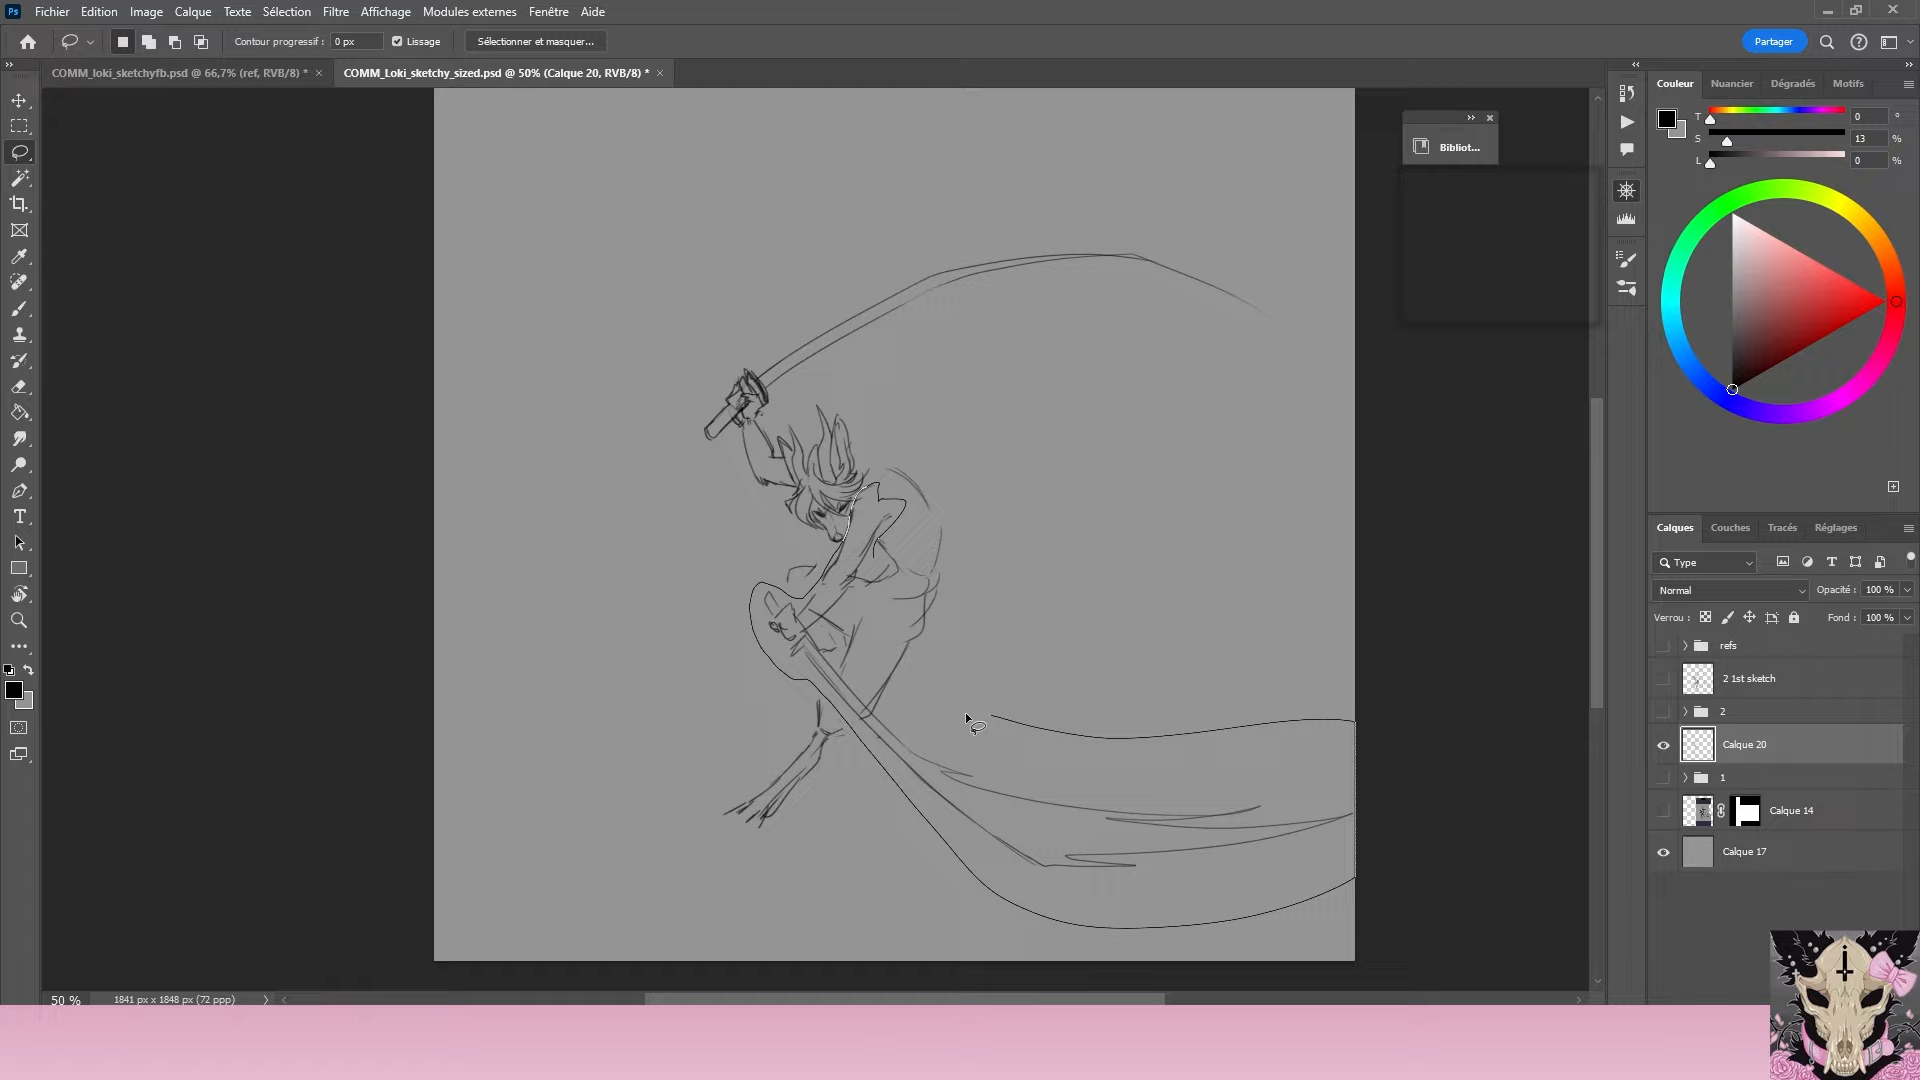 Ps Fichier Edition Image Calque Texte Sélection Filtre Affichage Modules externes Fenêtre Aide
Contour progressif : 0 px Lissage Sélectionner et masquer... Partager
COMM_loki_sketchyfb.psd @ 66,7% (ref, RVB/8) * × COMM_Loki_sketchy_sized.psd @ 50% (Calque 20, RVB/8) * ×
Couleur Nuancier Dégradés Motifs
T 0 °
S 13 %
L 0 %
Bibliot...
Calques Couches Tracés Réglages
Type
Normal Opacité : 100 %
Verrou : Fond : 100 %
refs
2 1st sketch
2
Calque 20
1
Calque 14
Calque 17
50 % 1841 px x 1848 px (72 ppp)